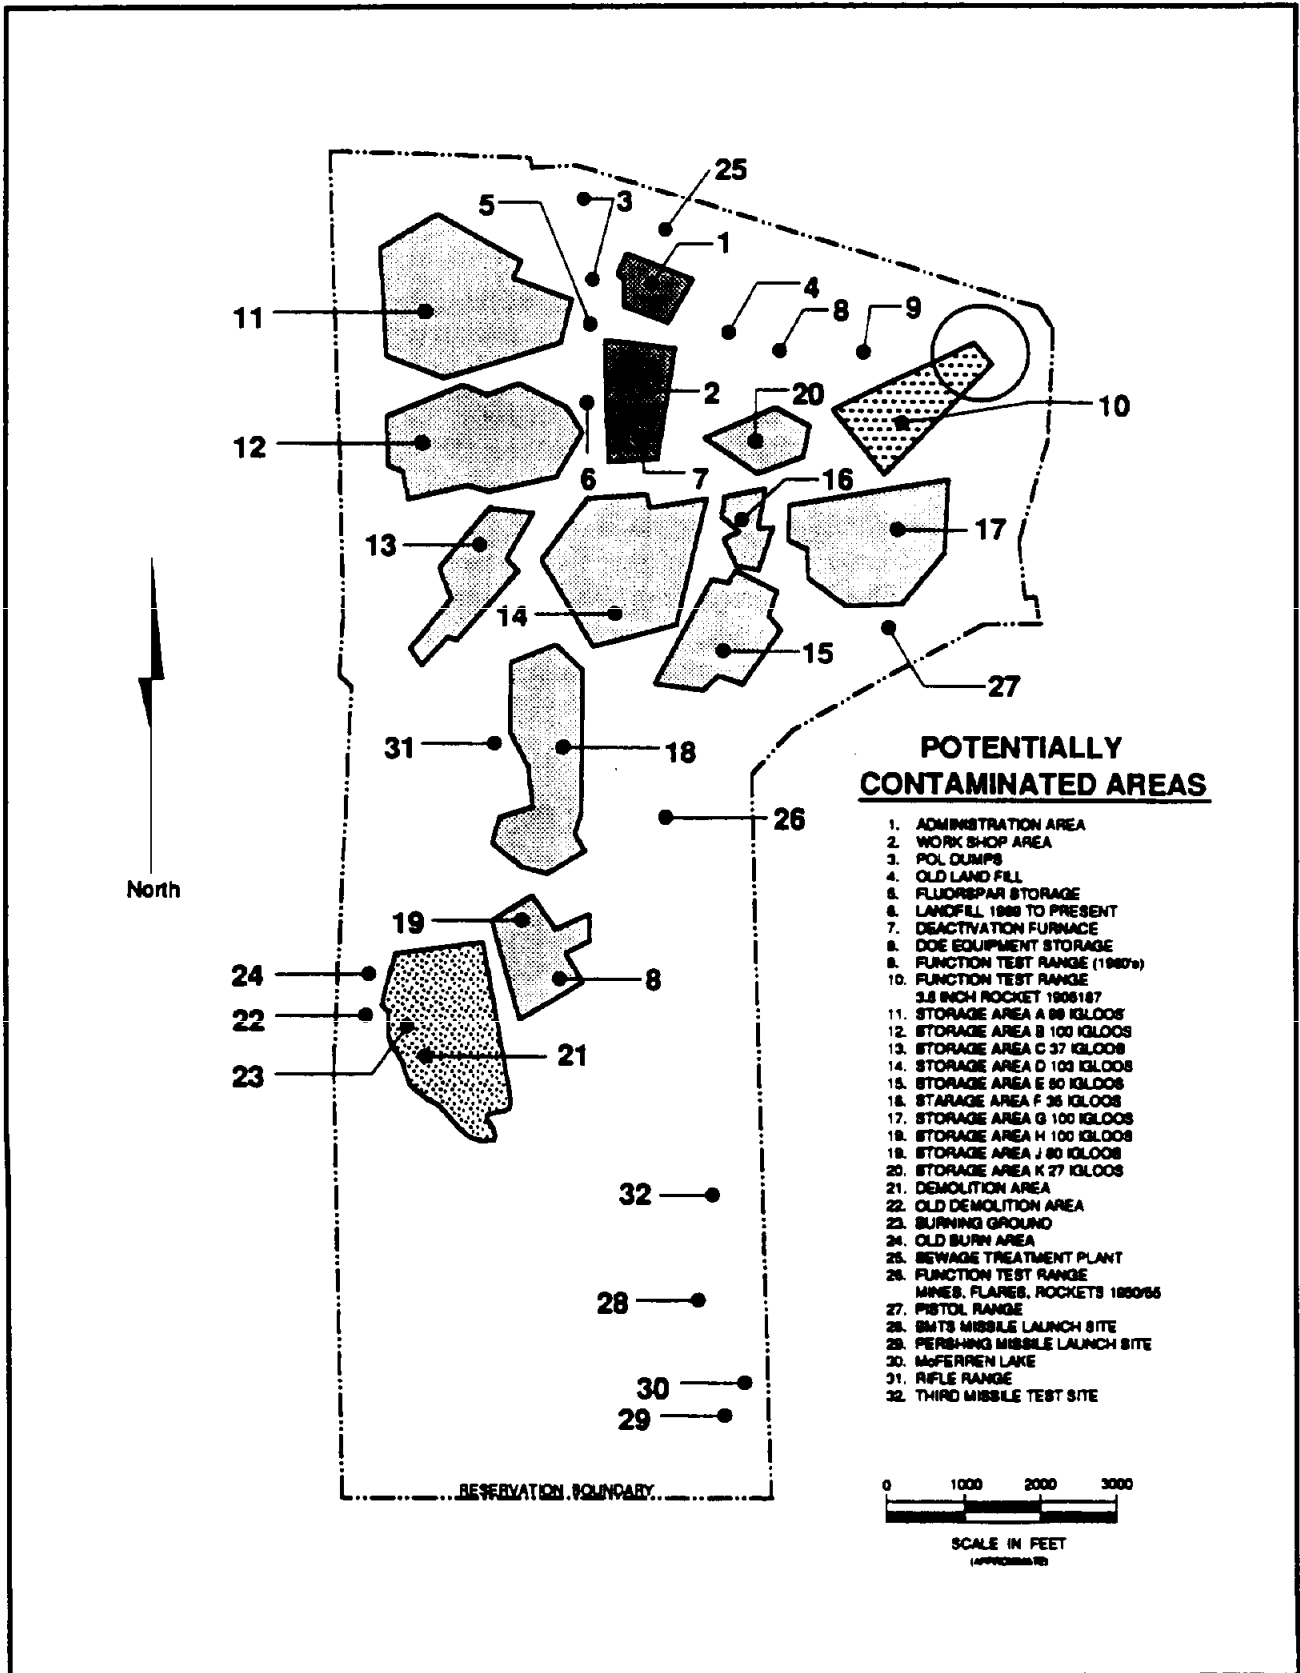 25
3
5
1
4
8
9
11
2
20
10
12
6
7
16
13
17
14
15
27
31
18
26
North
19
24
8
22
21
23
32
28
30
29
RESERVATION BOUNDARY
POTENTIALLY
CONTAMINATED AREAS
1. ADMINISTRATION AREA
2. WORK SHOP AREA
3. POL DUMPS
4. OLD LAND FILL
5. FLUORSPAR STORAGE
6. LANDFILL TO PRESENT
7. DEACTIVATION FURNACE
8. DOE EQUIPMENT STORAGE
9. FUNCTION TEST RANGE
10. FUNCTION TEST RANGE
INCH ROCKET
11. STORAGE AREA A IGLOOS
12. STORAGE AREA B 100 IGLOOS
13. STORAGE AREA C 37 IGLOOS
14. STORAGE AREA D 103 IGLOOS
15. STORAGE AREA E IGLOOS
16. STARAGE AREA F IGLOOS
17. STORAGE AREA G 100 IGLOOS
STORAGE AREA H 100 IGLOOS
19. STORAGE AREA J IGLOOS
20. STORAGE AREA K 27 IGLOOS
21. DEMOLITION AREA
22. OLD DEMOLITION AREA
23. BURNING GROUND
24. OLD BURN AREA
25. SEWAGE TREATMENT PLANT
26. FUNCTION TEST RANGE
MINES, FLARES, ROCKETS
27. PISTOL RANGE
28. MISSILE LAUNCH SITE
29. PERSHING MISSILE LAUNCH SITE
30. McFERREN LAKE
31. RIFLE RANGE
32. THIRD MISSILE TEST SITE
0 1000 2000 3000
SCALE IN FEET
(APPROXIMATE)